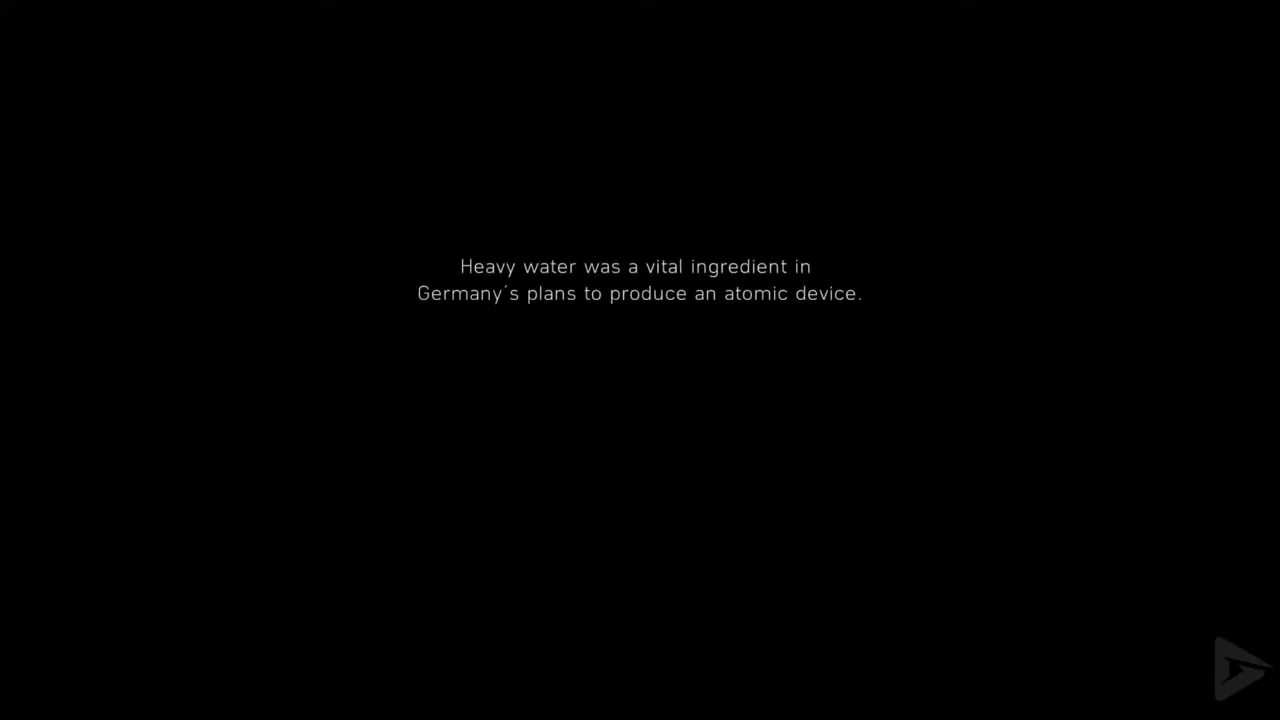 Heavy water was a vital ingredient in
Germany´s plans to produce an atomic device.